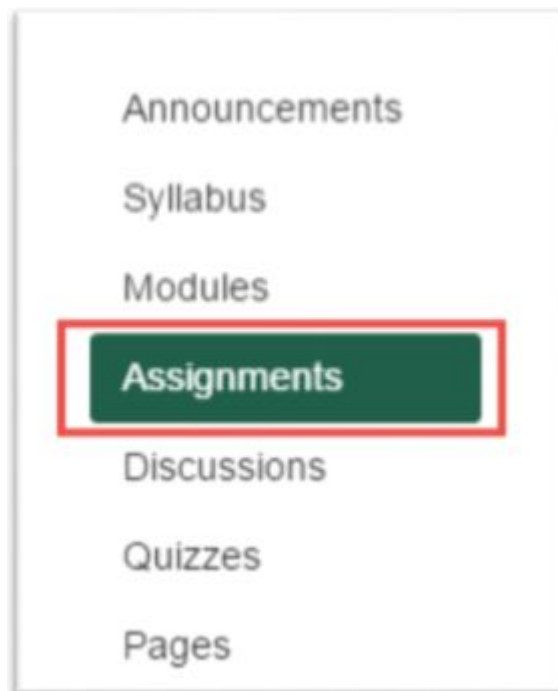 Announcements
Syllabus
Modules
Assignments
Discussions
Quizzes
Pages